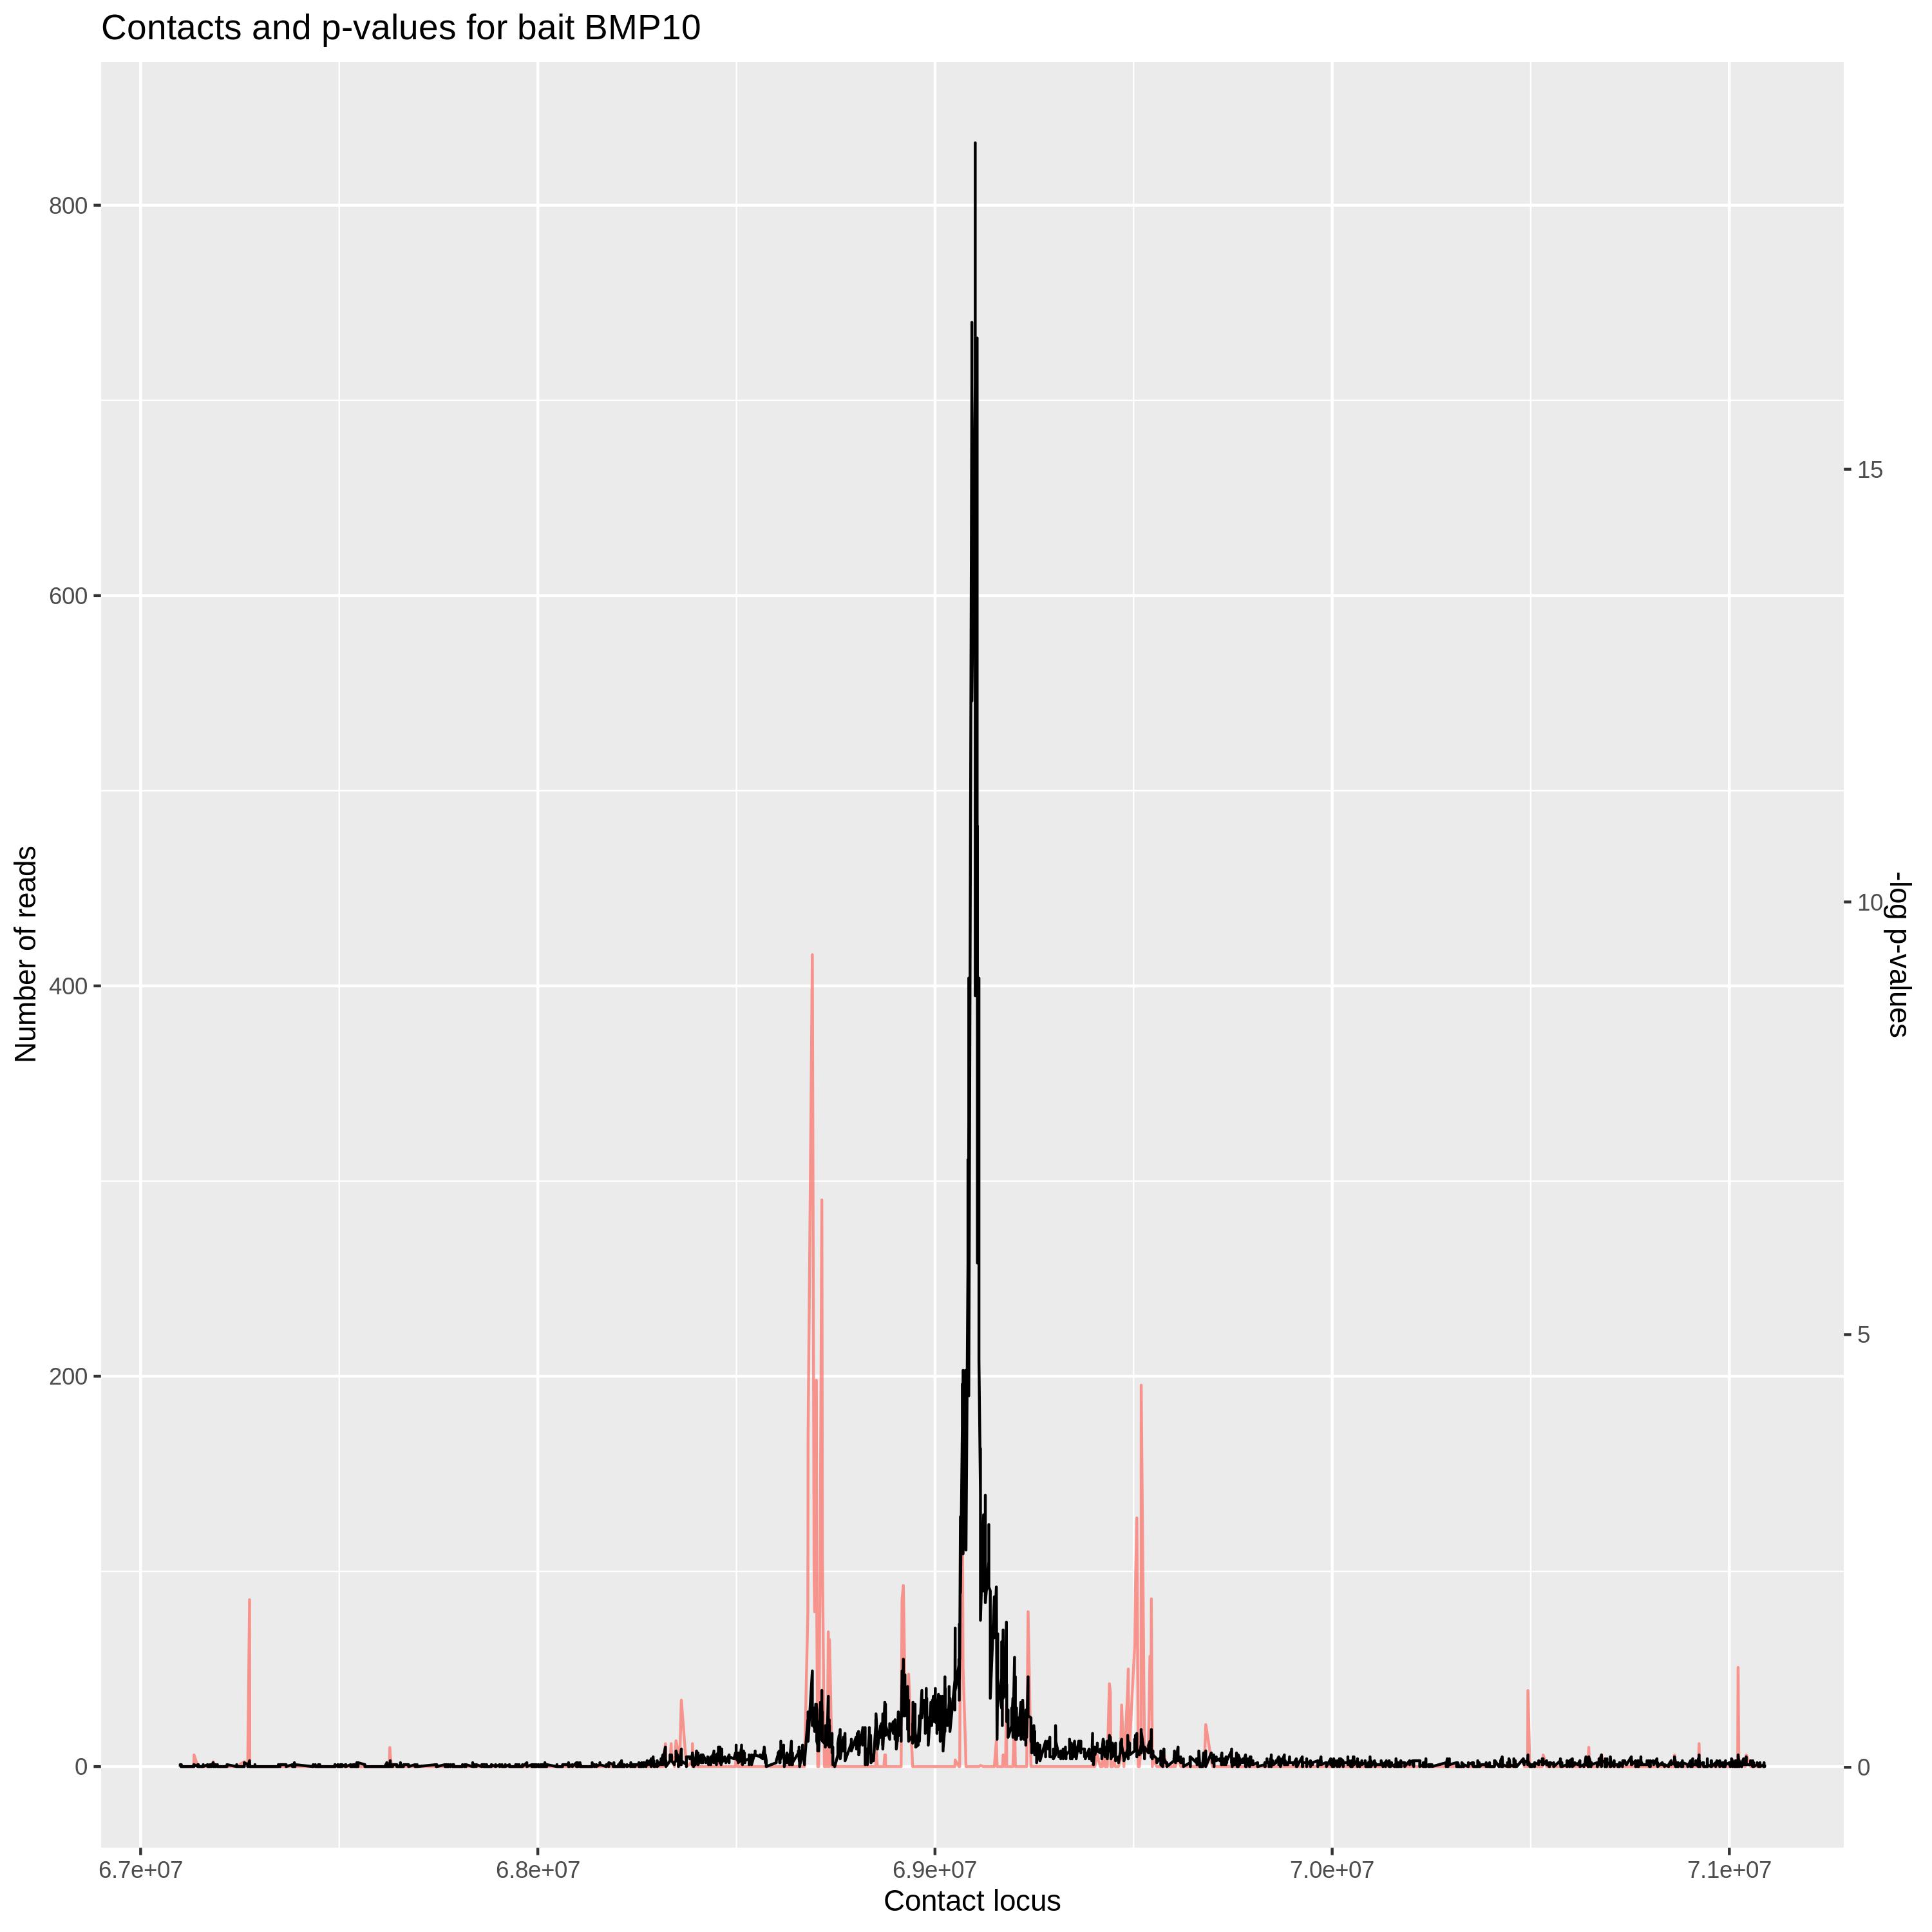 Contacts and p-values for bait BMP10
800
600
400
200
0
Number of reads
15
10
5
0
-log p-values
6.7e+07
6.8e+07
6.9e+07
7.0e+07
7.1e+07
Contact locus